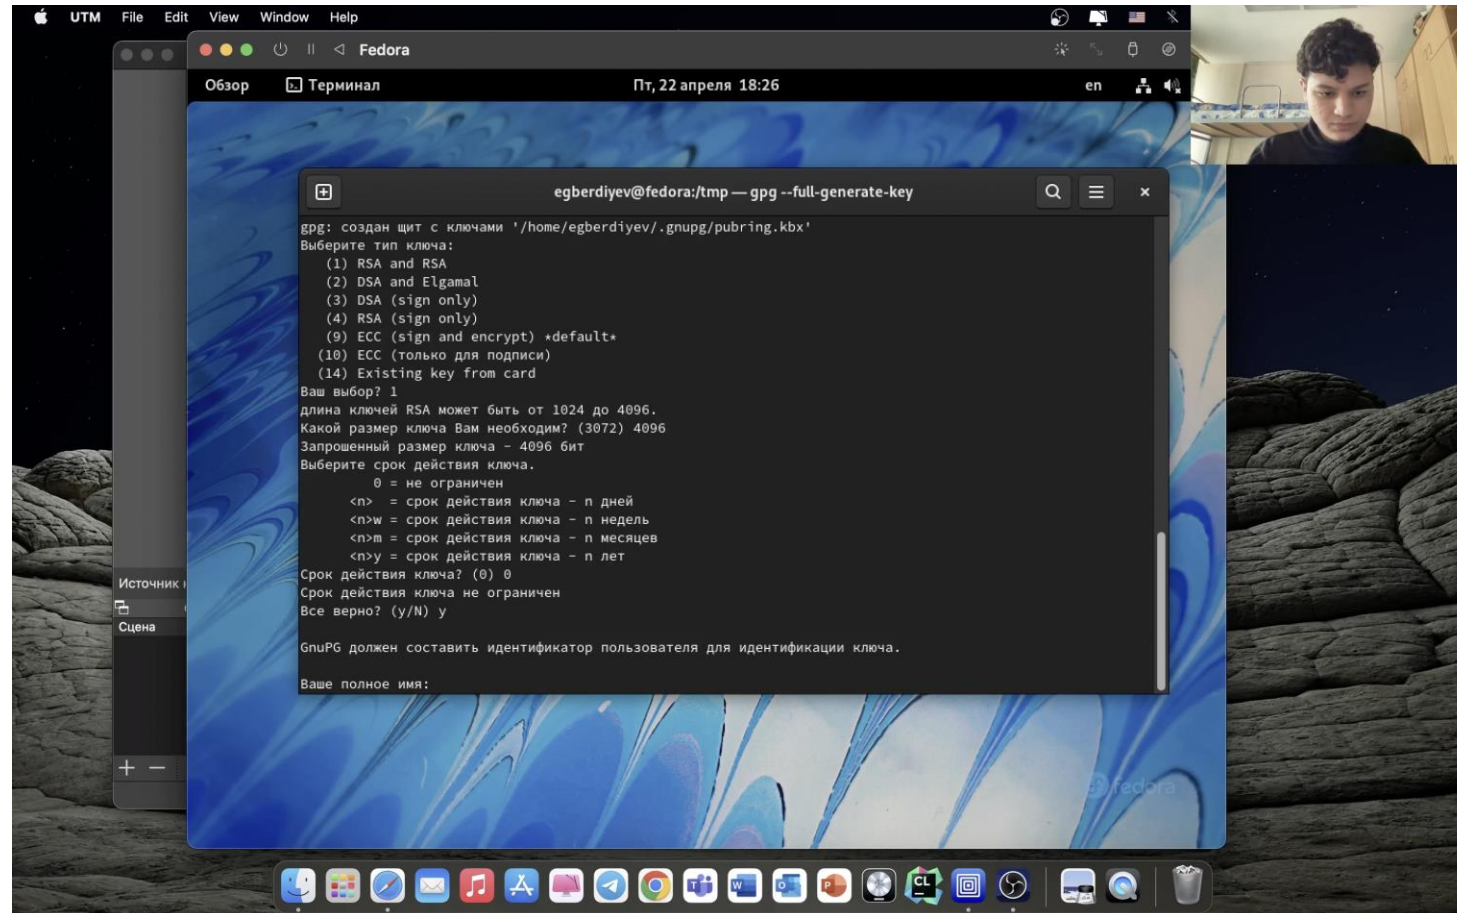 UTM File Edit View Window Help
Fedora
Обзор Терминал Пт, 22 апреля 18:26 en
egberdiyev@fedora:/tmp — gpg --full-generate-key
gpg: создан щит с ключами '/home/egberdiyev/.gnupg/pubring.kbx'
Выберите тип ключа:
(1) RSA and RSA
(2) DSA and Elgamal
(3) DSA (sign only)
(4) RSA (sign only)
(9) ECC (sign and encrypt) *default*
(10) ECC (только для подписи)
(14) Existing key from card
Ваш выбор? 1
длина ключей RSA может быть от 1024 до 4096.
Какой размер ключа Вам необходим? (3072) 4096
Запрошенный размер ключа - 4096 бит
Выберите срок действия ключа.
0 = не ограничен
<n> = срок действия ключа - n дней
<n>w = срок действия ключа - n недель
<n>m = срок действия ключа - n месяцев
<n>y = срок действия ключа - n лет
Срок действия ключа? (0) 0
Срок действия ключа не ограничен
Все верно? (y/N) y
GnuPG должен составить идентификатор пользователя для идентификации ключа.
Ваше полное имя:
Источник
Сцена
fedora
CL